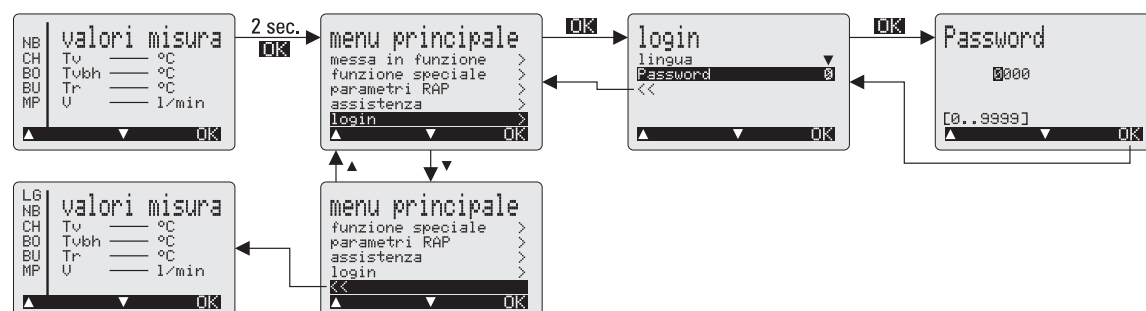 NB
CH
BO
BU
MP
valori misura
Tv —— °C
Tvbh —— °C
Tr —— °C
V —— l/min
▲ ▼ OK
2 sec.
OK
menu principale
messa in funzione >
funzione speciale >
parametri RAP >
assistenza >
login >
▲ ▼ OK
OK
login
lingua ▼
Password 0
<<
▲ ▼ OK
OK
Password
0000
[0..9999]
▲ ▼ OK
▲
▼
LG
NB
CH
BO
BU
MP
valori misura
Tv —— °C
Tvbh —— °C
Tr —— °C
V —— l/min
▲ ▼ OK
menu principale
funzione speciale >
parametri RAP >
assistenza >
login >
<<
▲ ▼ OK